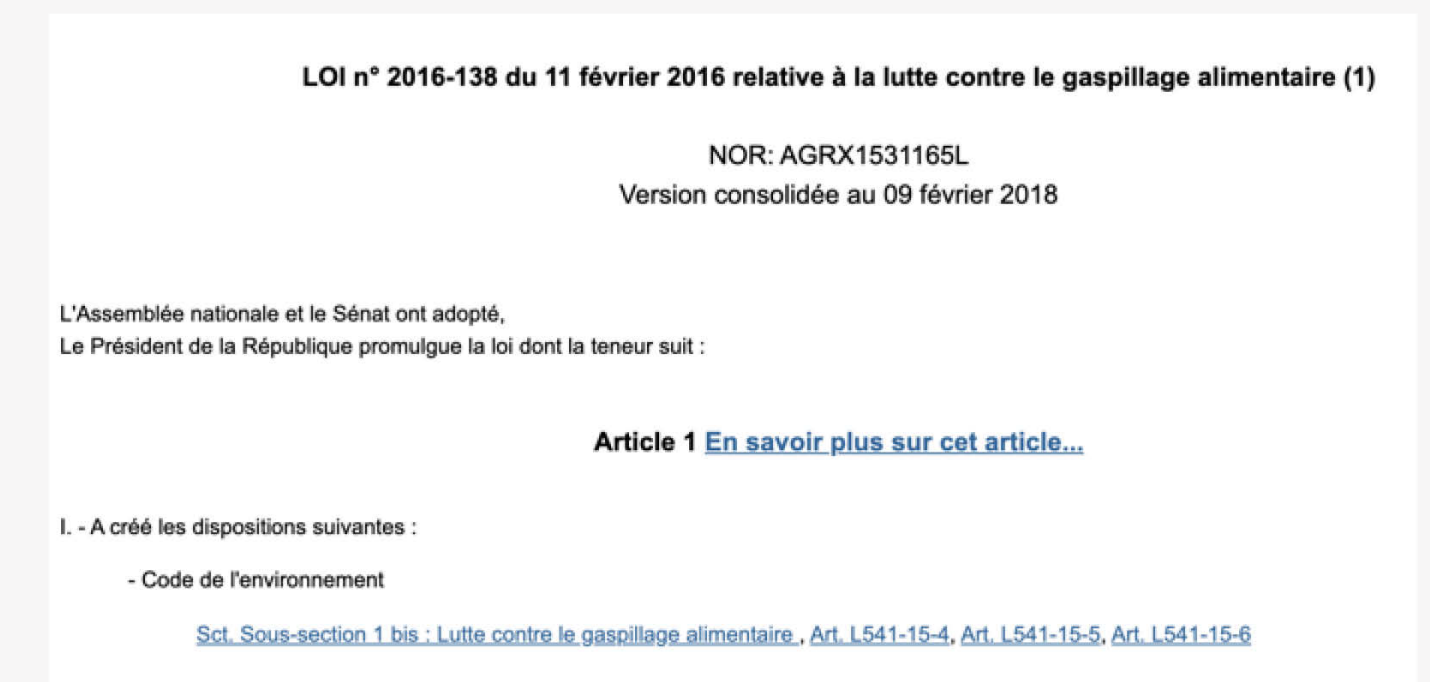 LOI n° 2016-138 du 11 février 2016 relative à la lutte contre le gaspillage alimentaire (1)
NOR: AGRX1531165L
Version consolidée au 09 février 2018
L'Assemblée nationale et le Sénat ont adopté,
Le Président de la République promulgue la loi dont la teneur suit :
Article 1 En savoir plus sur cet article...
I. - A créé les dispositions suivantes :
- Code de l'environnement
Sct. Sous-section 1 bis : Lutte contre le gaspillage alimentaire , Art. L541-15-4, Art. L541-15-5, Art. L541-15-6